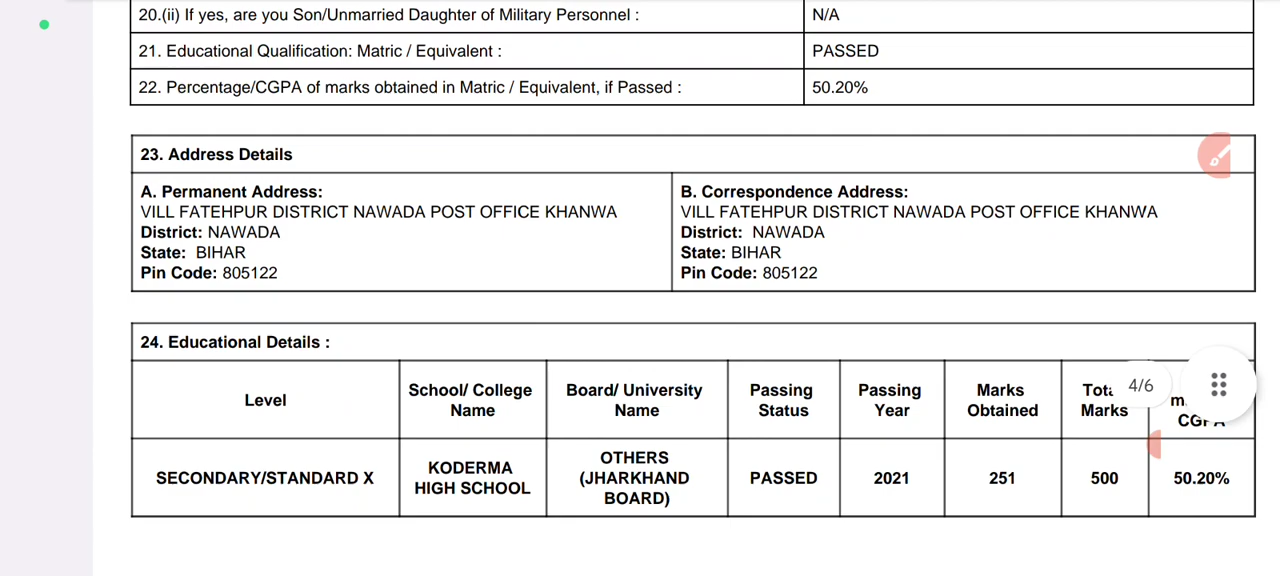 20.(ii) If yes, are you Son/Unmarried Daughter of Military Personnel : N/A
21. Educational Qualification: Matric / Equivalent : PASSED
22. Percentage/CGPA of marks obtained in Matric / Equivalent, if Passed : 50.20%
23. Address Details
A. Permanent Address:
VILL FATEHPUR DISTRICT NAWADA POST OFFICE KHANWA
District: NAWADA
State: BIHAR
Pin Code: 805122
B. Correspondence Address:
VILL FATEHPUR DISTRICT NAWADA POST OFFICE KHANWA
District: NAWADA
State: BIHAR
Pin Code: 805122
24. Educational Details :
Level
School/ College
Name
Board/ University
Name
Passing
Status
Passing
Year
Marks
Obtained
Marks
4/6
SECONDARY/STANDARD X
KODERMA
HIGH SCHOOL
OTHERS
(JHARKHAND
BOARD)
PASSED
2021
251
500
50.20%